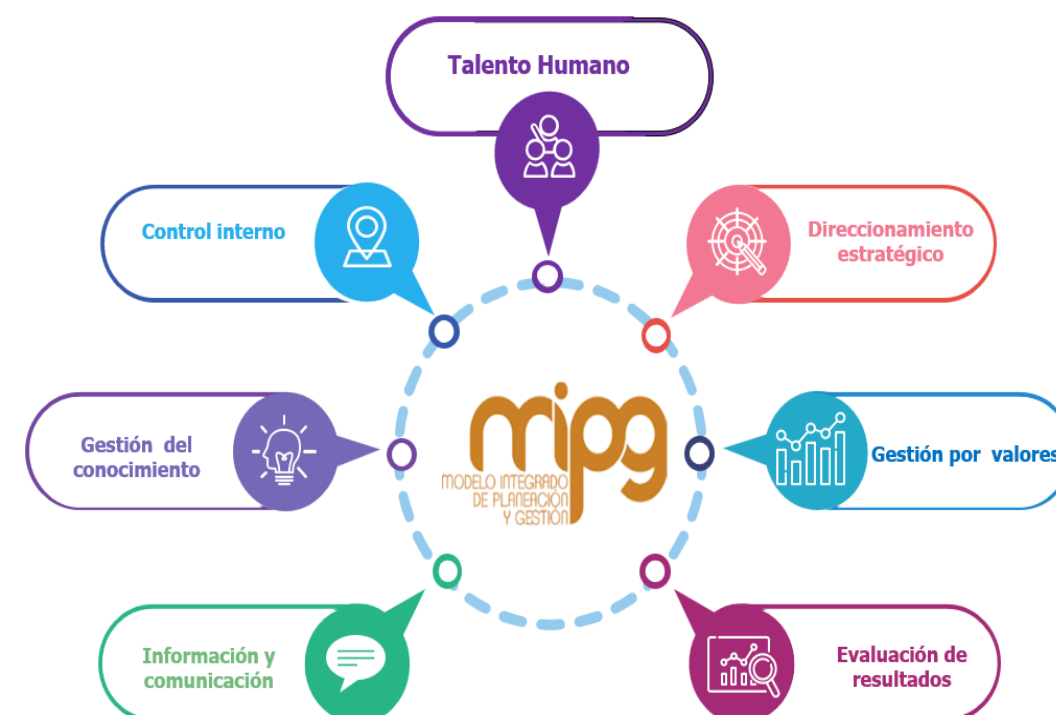 Talento Humano
Control interno
Direccionamiento
estratégico
Gestión del
conocimiento
mipg
MODELO INTEGRADO
DE PLANEACIÓN
Y GESTIÓN
Gestión por valores
Información y
comunicación
Evaluación de
resultados